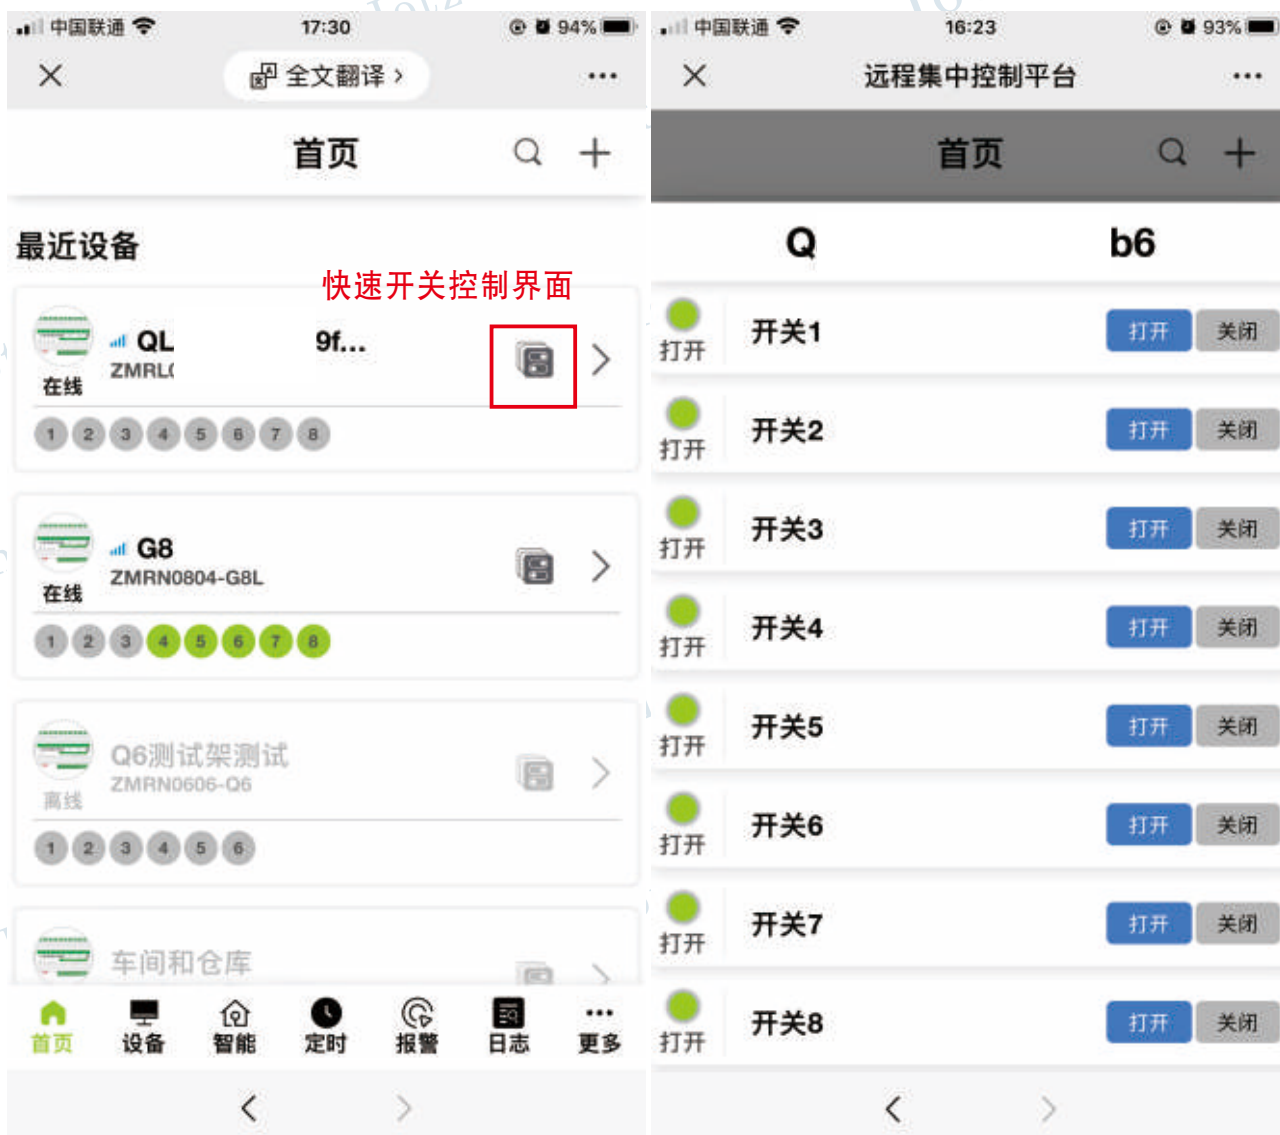 中国联通
17:30
94%
全文翻译 ›
首页
最近设备
快速开关控制界面
QL 9f...
ZMRL
在线
1 2 3 4 5 6 7 8
G8
ZMRN0804-G8L
在线
1 2 3 4 5 6 7 8
Q6测试架测试
ZMRN0606-Q6
离线
1 2 3 4 5 6
车间和仓库
首页 设备 智能 定时 报警 日志 更多
中国联通
16:23
93%
远程集中控制平台
首页
Q b6
打开 开关1 打开 关闭
打开 开关2 打开 关闭
打开 开关3 打开 关闭
打开 开关4 打开 关闭
打开 开关5 打开 关闭
打开 开关6 打开 关闭
打开 开关7 打开 关闭
打开 开关8 打开 关闭